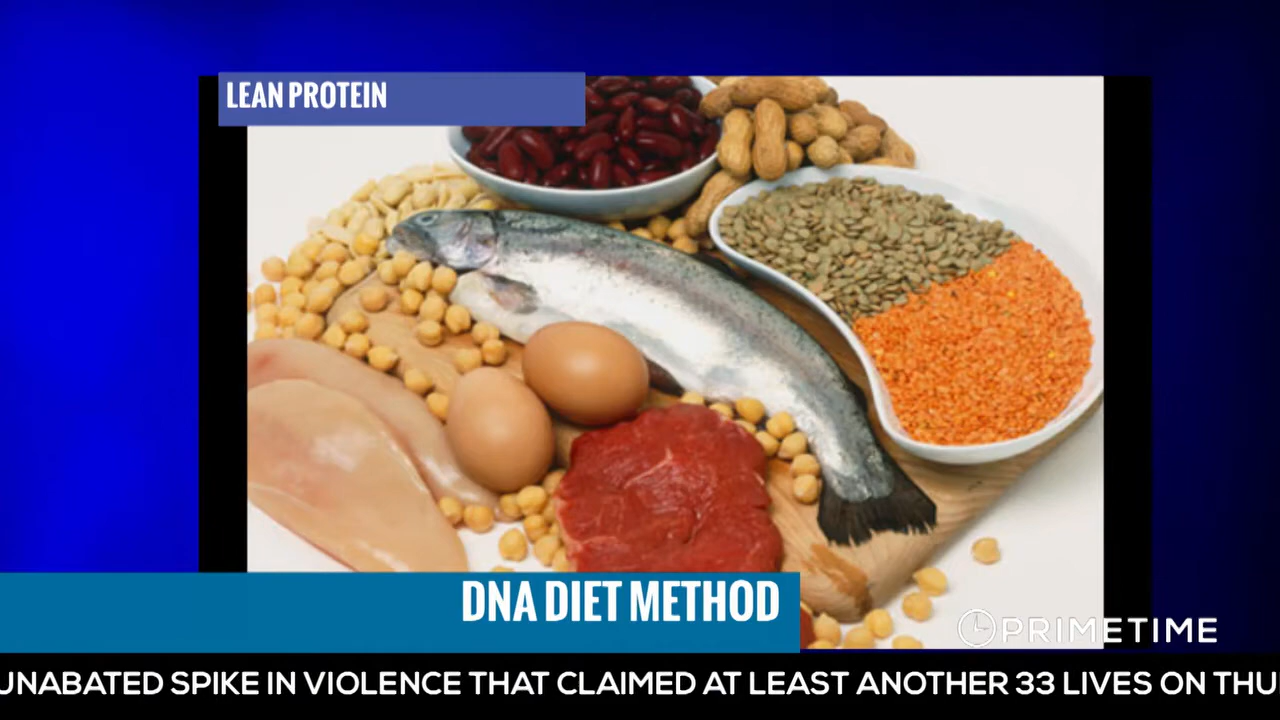 LEAN PROTEIN
DNA DIET METHOD
PRIMETIME
UNABATED SPIKE IN VIOLENCE THAT CLAIMED AT LEAST ANOTHER 33 LIVES ON THU